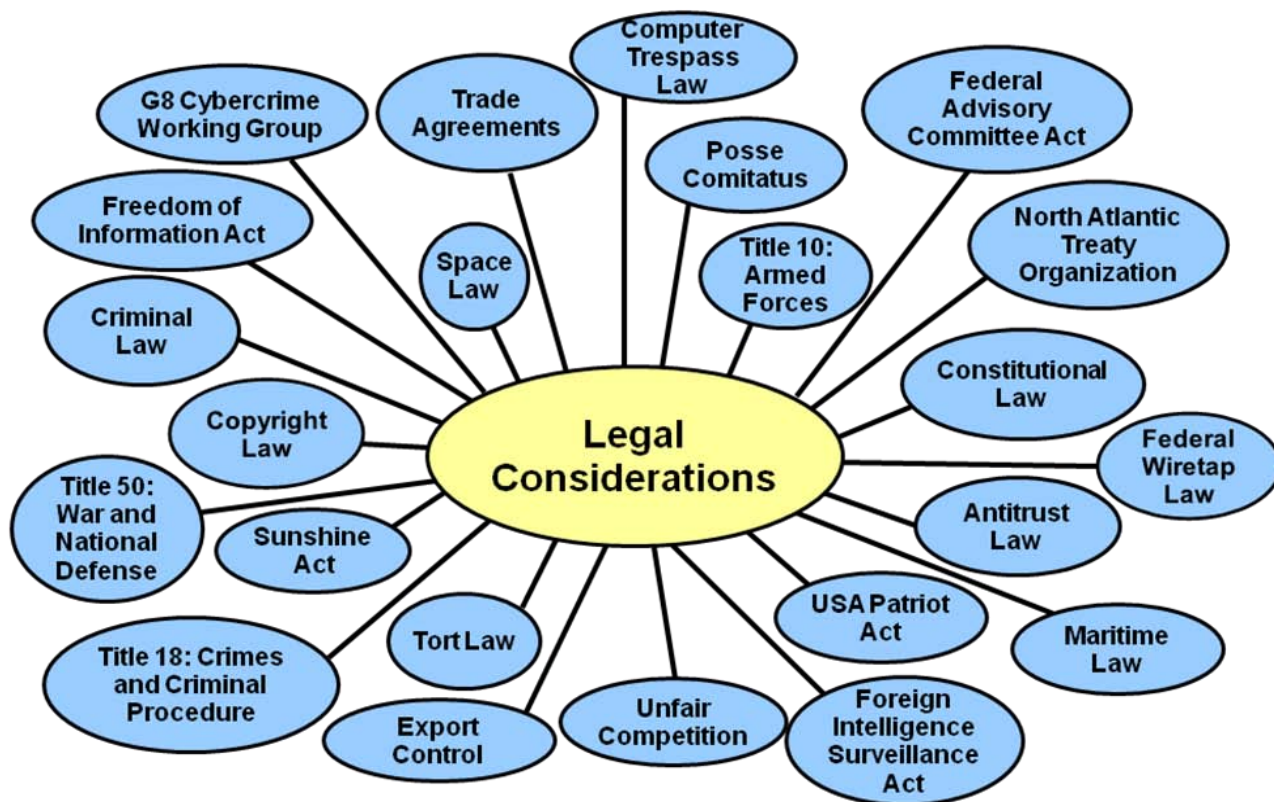 Computer
Trespass
Law
G8 Cybercrime
Working Group
Trade
Agreements
Federal
Advisory
Committee Act
Posse
Comitatus
Freedom of
Information Act
North Atlantic
Treaty
Organization
Space
Law
Title 10:
Armed
Forces
Criminal
Law
Constitutional
Law
Copyright
Law
Legal
Considerations
Federal
Wiretap
Law
Title 50:
War and
National
Defense
Sunshine
Act
Antitrust
Law
USA Patriot
Act
Tort Law
Maritime
Law
Title 18: Crimes
and Criminal
Procedure
Export
Control
Unfair
Competition
Foreign
Intelligence
Surveillance
Act